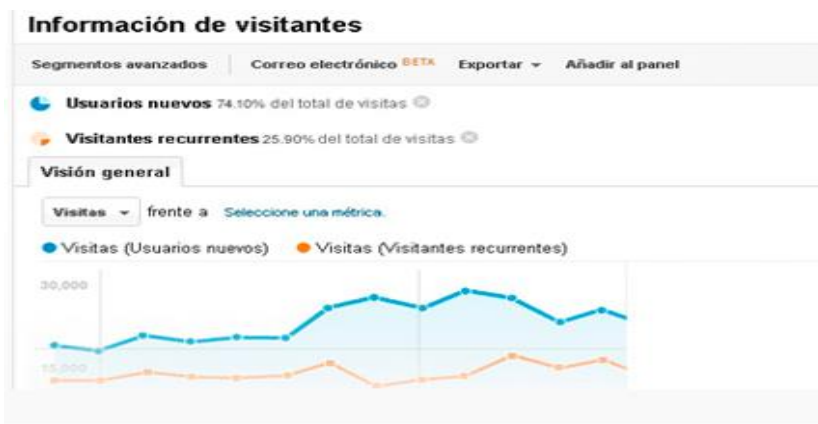 Información de visitantes
Segmentos avanzados Correo electrónico BETA Exportar Añadir al panel
Usuarios nuevos 74.10% del total de visitas
Visitantes recurrentes 25.90% del total de visitas
Visión general
Visitas frente a Seleccione una métrica.
Visitas (Usuarios nuevos) Visitas (Visitantes recurrentes)
30,000
15,000